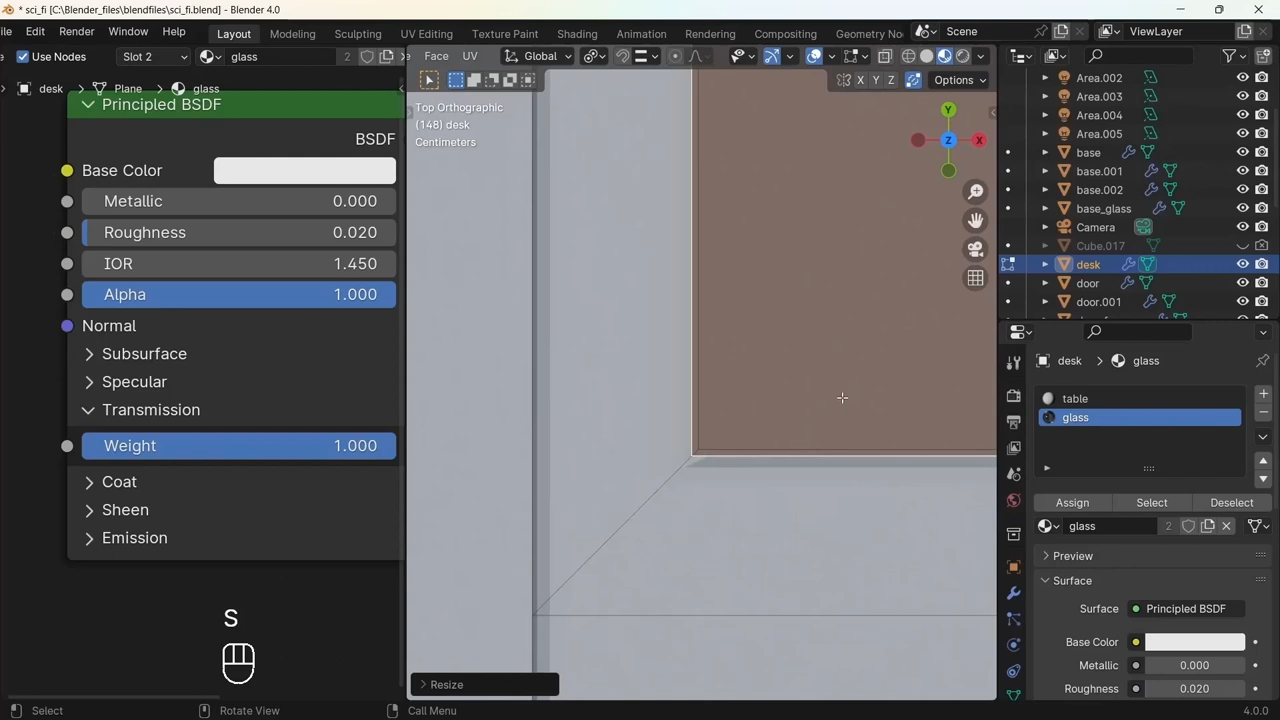 * sci_fi [C:\Blender_files\blendfiles\sci_fi.blend] - Blender 4.0
Edit Render Window Help Layout Modeling Sculpting UV Editing Texture Paint Shading Animation Rendering Compositing Geometry No Scene ViewLayer
Use Nodes Slot 2 glass 2 Face UV Global
X Y Z Options
desk Plane glass
Principled BSDF
BSDF
Base Color
Metallic 0.000
Roughness 0.020
IOR 1.450
Alpha 1.000
Normal
Subsurface
Specular
Transmission
Weight 1.000
Coat
Sheen
Emission
S
Top Orthographic
(148) desk
Centimeters
Y
Z
X
Resize
Area.002
Area.003
Area.004
Area.005
base
base.001
base.002
base_glass
Camera
Cube.017
desk
door
door.001
desk glass
table
glass
Assign Select Deselect
glass 2
Preview
Surface
Surface Principled BSDF
Base Color
Metallic 0.000
Roughness 0.020
Select Rotate View Call Menu 4.0.0